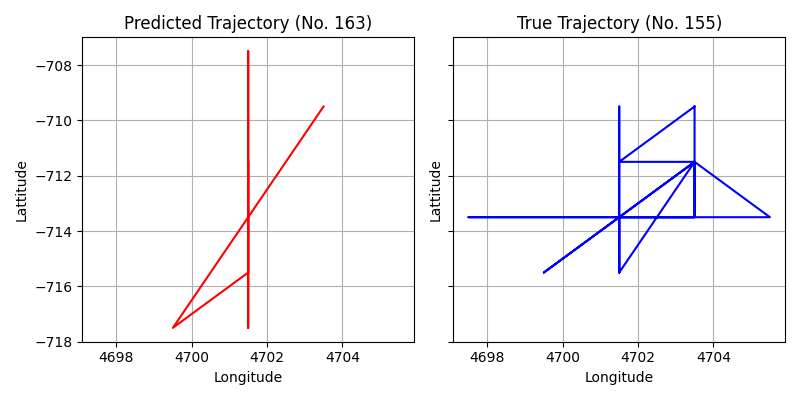 Predicted Trajectory (No. 163)
Lattitude
−708
−710
−712
−714
−716
−718
4698
4700
4702
4704
Longitude
True Trajectory (No. 155)
Lattitude
4698
4700
4702
4704
Longitude